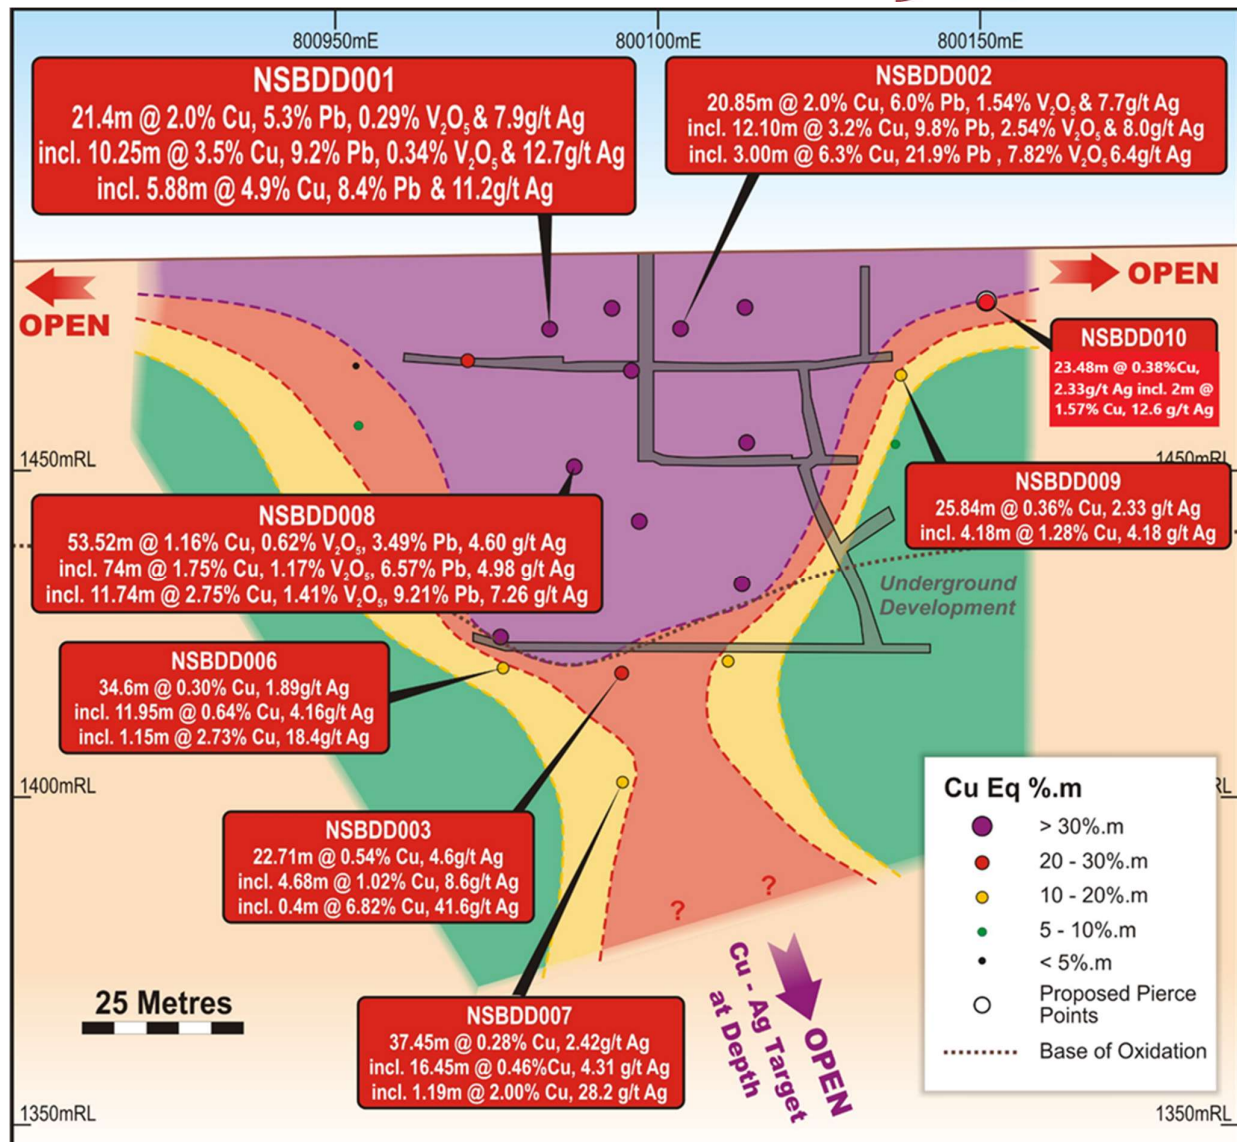 800950mE
800100mE
800150mE
NSBDD001
21.4m @ 2.0% Cu, 5.3% Pb, 0.29% V₂O₅ & 7.9g/t Ag
incl. 10.25m @ 3.5% Cu, 9.2% Pb, 0.34% V₂O₅ & 12.7g/t Ag
incl. 5.88m @ 4.9% Cu, 8.4% Pb & 11.2g/t Ag
NSBDD002
20.85m @ 2.0% Cu, 6.0% Pb, 1.54% V₂O₅ & 7.7g/t Ag
incl. 12.10m @ 3.2% Cu, 9.8% Pb, 2.54% V₂O₅ & 8.0g/t Ag
incl. 3.00m @ 6.3% Cu, 21.9% Pb , 7.82% V₂O₅ 6.4g/t Ag
OPEN
OPEN
NSBDD010
23.48m @ 0.38%Cu,
2.33g/t Ag incl. 2m @
1.57% Cu, 12.6 g/t Ag
1450mRL
1450mRL
NSBDD009
25.84m @ 0.36% Cu, 2.33 g/t Ag
incl. 4.18m @ 1.28% Cu, 4.18 g/t Ag
NSBDD008
53.52m @ 1.16% Cu, 0.62% V₂O₅, 3.49% Pb, 4.60 g/t Ag
incl. 74m @ 1.75% Cu, 1.17% V₂O₅, 6.57% Pb, 4.98 g/t Ag
incl. 11.74m @ 2.75% Cu, 1.41% V₂O₅, 9.21% Pb, 7.26 g/t Ag
Underground
Development
NSBDD006
34.6m @ 0.30% Cu, 1.89g/t Ag
incl. 11.95m @ 0.64% Cu, 4.16g/t Ag
incl. 1.15m @ 2.73% Cu, 18.4g/t Ag
1400mRL
RL
NSBDD003
22.71m @ 0.54% Cu, 4.6g/t Ag
incl. 4.68m @ 1.02% Cu, 8.6g/t Ag
incl. 0.4m @ 6.82% Cu, 41.6g/t Ag
? ?
Cu Eq %.m
> 30%.m
20 - 30%.m
10 - 20%.m
5 - 10%.m
< 5%.m
Proposed Pierce
Points
Base of Oxidation
25 Metres
NSBDD007
37.45m @ 0.28% Cu, 2.42g/t Ag
incl. 16.45m @ 0.46%Cu, 4.31 g/t Ag
incl. 1.19m @ 2.00% Cu, 28.2 g/t Ag
Cu - Ag Target
at Depth
OPEN
1350mRL
1350mRL